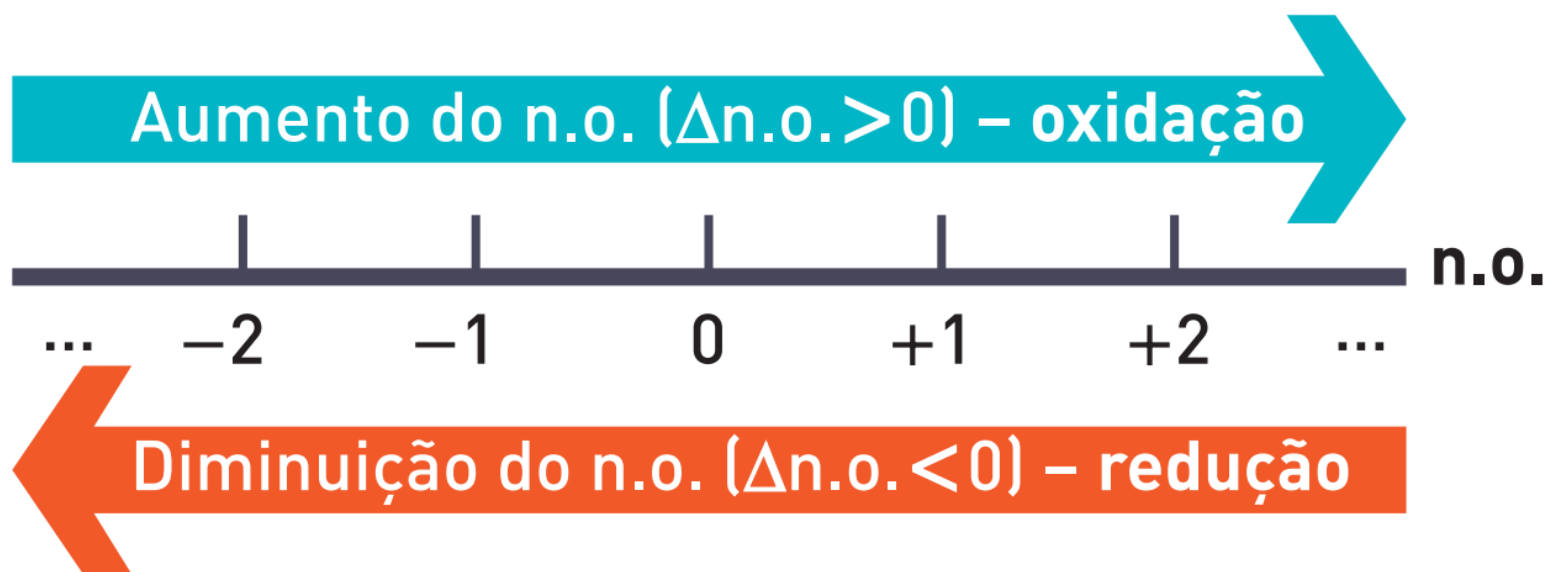 Aumento do n.o. (Δn.o. > 0) – oxidação
n.o.
... −2 −1 0 +1 +2 ...
Diminuição do n.o. (Δn.o. < 0) – redução